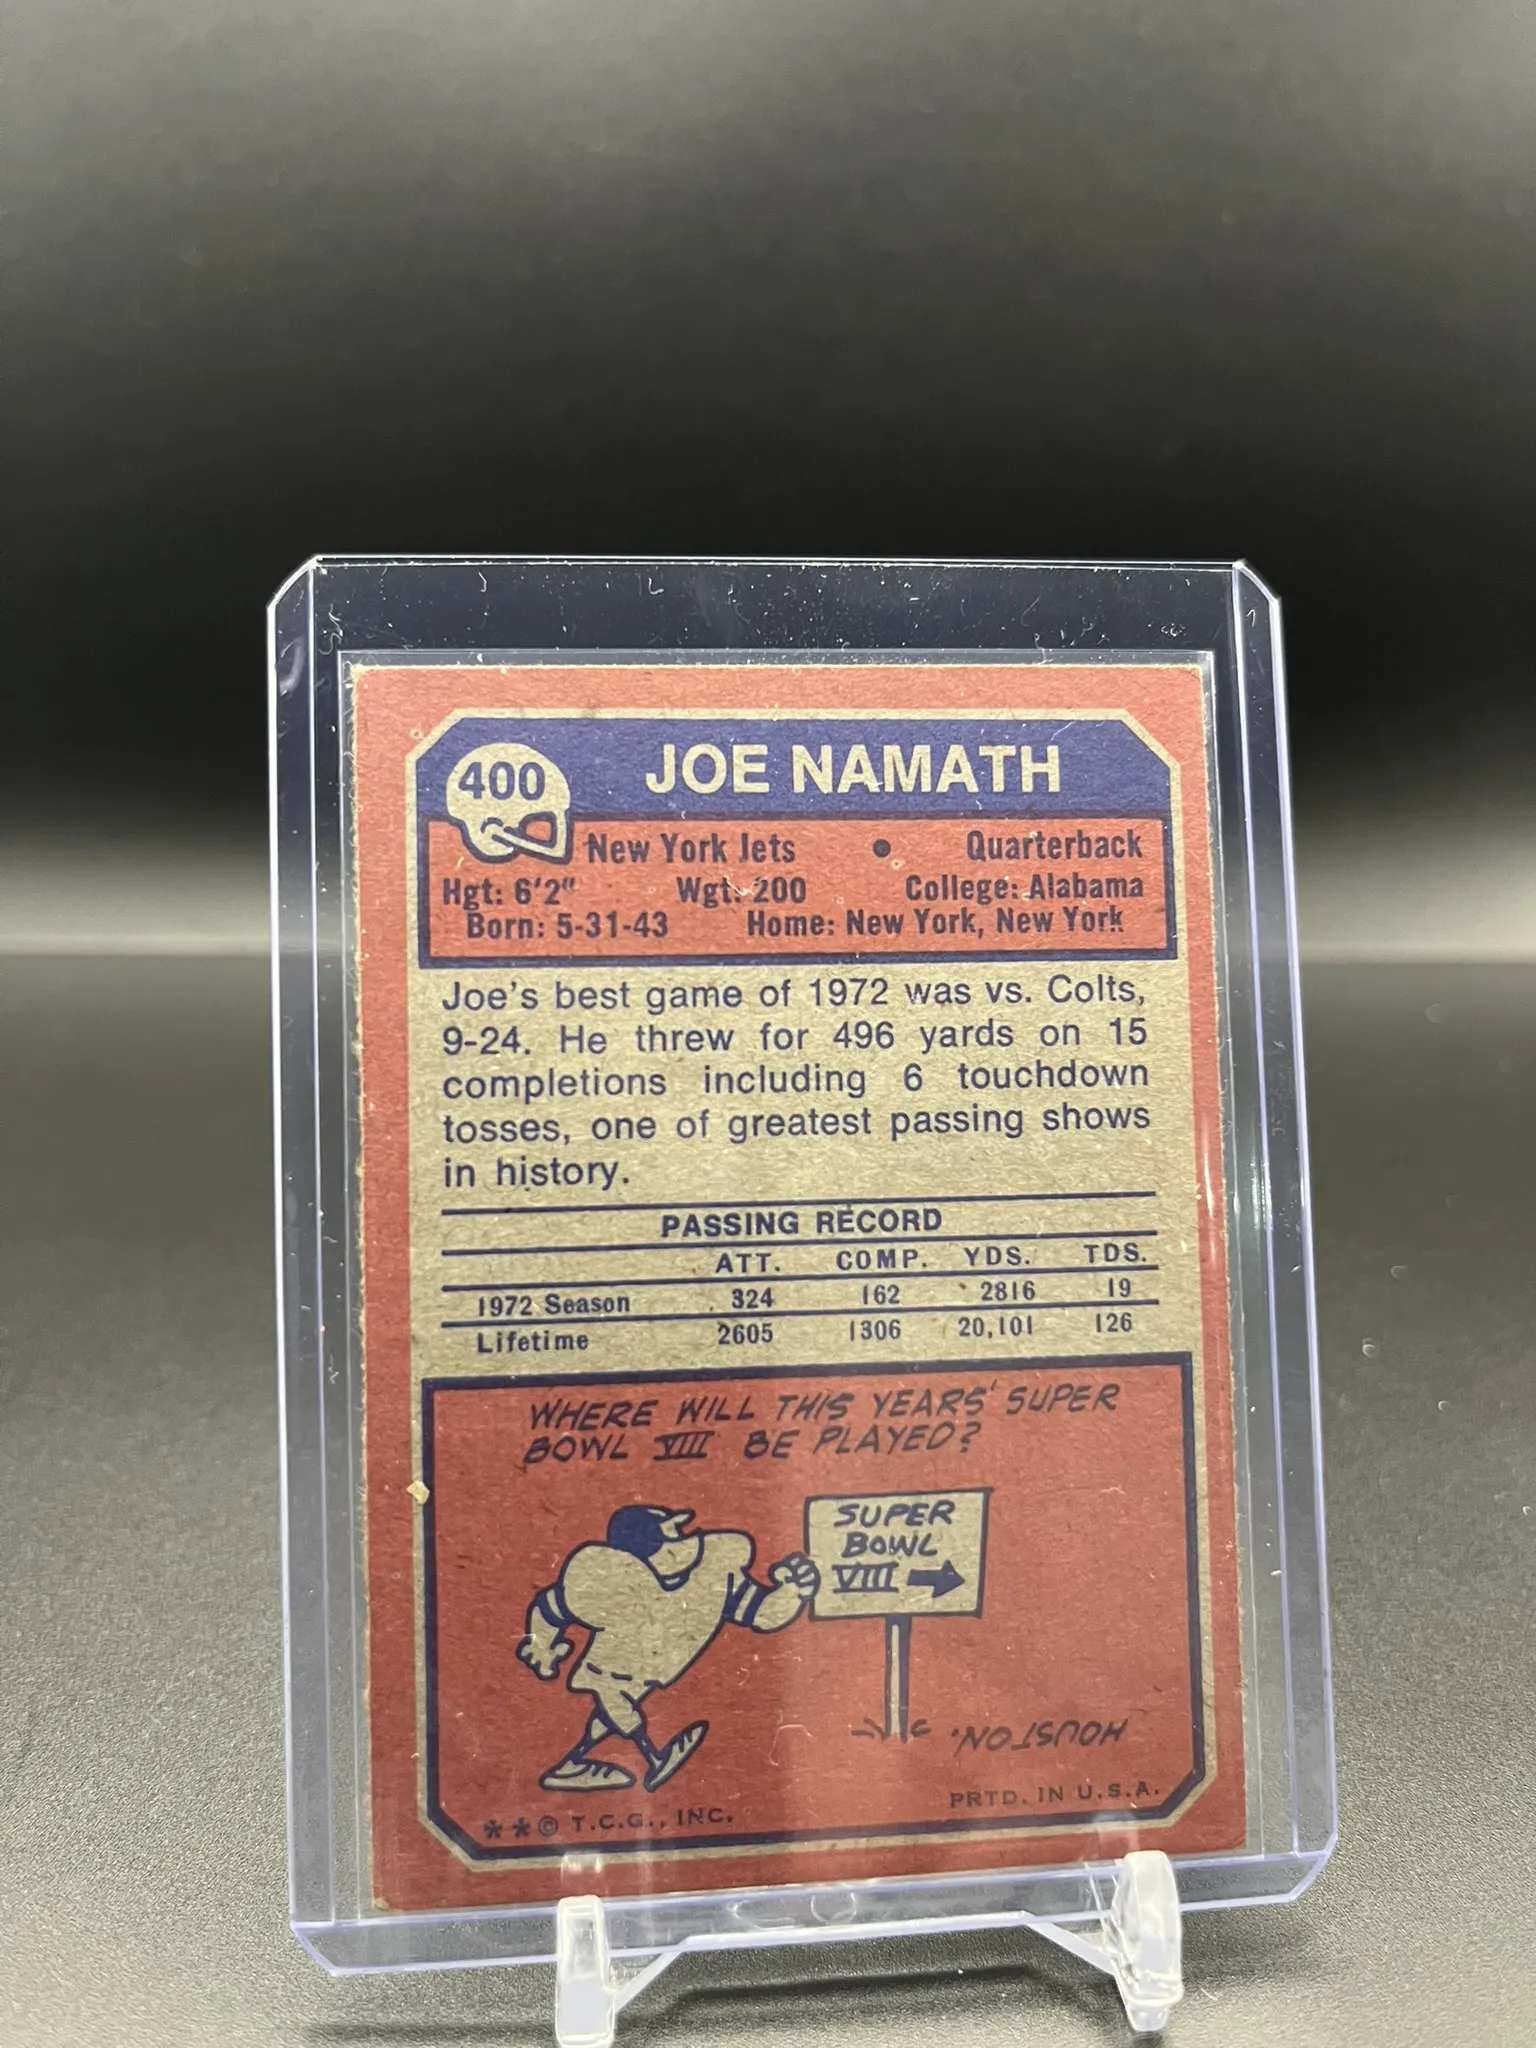 400
JOE NAMATH
New York Jets • Quarterback
Hgt: 6'2" Wgt: 200 College: Alabama
Born: 5-31-43 Home: New York, New York
Joe's best game of 1972 was vs. Colts,
9-24. He threw for 496 yards on 15
completions including 6 touchdown
tosses, one of greatest passing shows
in history.
PASSING RECORD
ATT. COMP. YDS. TDS.
1972 Season 324 162 2816 19
Lifetime 2605 1306 20,101 126
WHERE WILL THIS YEARS' SUPER
BOWL VIII BE PLAYED?
SUPER
BOWL
VIII
HOUSTON.
**© T.C.G., INC. PRTD. IN U.S.A.